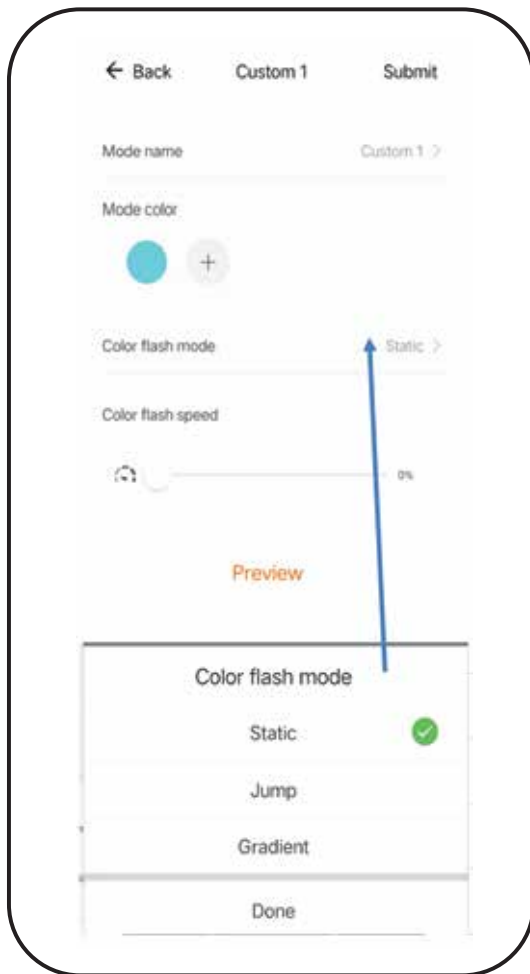 ← Back Custom 1 Submit
Mode name Custom 1 >
Mode color
+
Color flash mode Static >
Color flash speed
0%
Preview
Color flash mode
Static
Jump
Gradient
Done